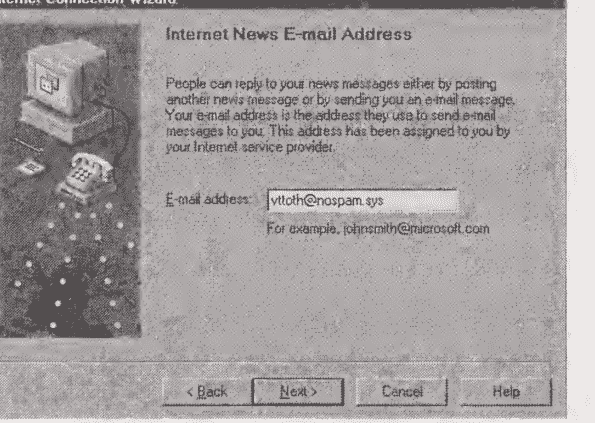 Internet Connection Wizard
Internet News E-mail Address
People can reply to your news messages either by posting
another news message or by sending you an e-mail message.
Your e-mail address is the address they use to send e-mail
messages to you. This address has been assigned to you by
your Internet service provider.
E-mail address: vttoth@nospam.sys
For example, johnsmith@microsoft.com
< Back Next > Cancel Help